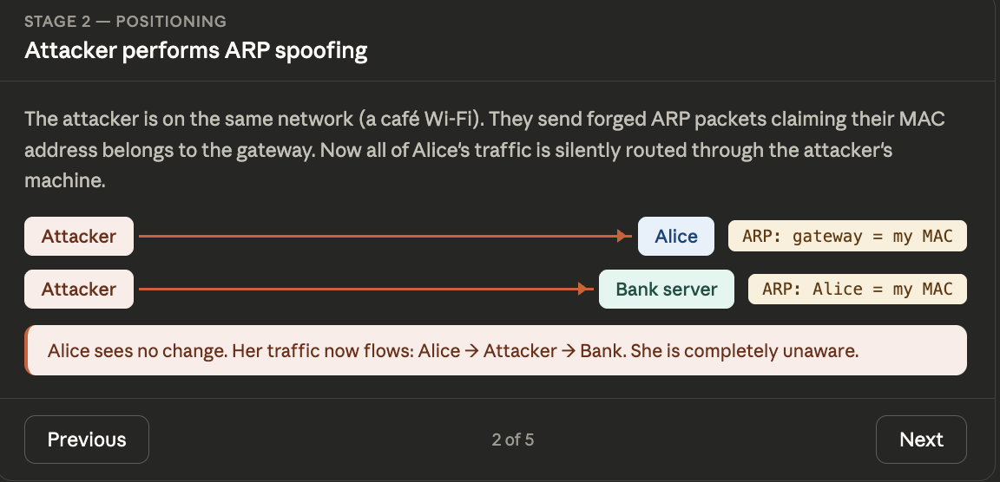 STAGE 2 — POSITIONING
Attacker performs ARP spoofing
The attacker is on the same network (a café Wi-Fi). They send forged ARP packets claiming their MAC
address belongs to the gateway. Now all of Alice's traffic is silently routed through the attacker's
machine.
Attacker Alice ARP: gateway = my MAC
Attacker Bank server ARP: Alice = my MAC
Alice sees no change. Her traffic now flows: Alice → Attacker → Bank. She is completely unaware.
Previous 2 of 5 Next